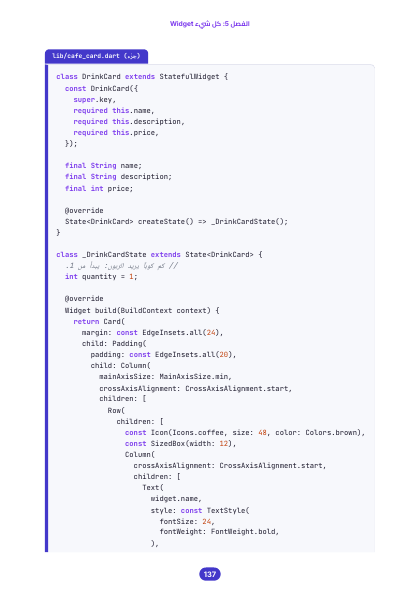 الفصل 5: كل شيء Widget
lib/cafe_card.dart (جزء)
class DrinkCard extends StatefulWidget {
  const DrinkCard({
    super.key,
    required this.name,
    required this.description,
    required this.price,
  });

  final String name;
  final String description;
  final int price;

  @override
  State<DrinkCard> createState() => _DrinkCardState();
}

class _DrinkCardState extends State<DrinkCard> {
  // كم كوبًا يريد الزبون: يبدأ من 1.
  int quantity = 1;

  @override
  Widget build(BuildContext context) {
    return Card(
      margin: const EdgeInsets.all(24),
      child: Padding(
        padding: const EdgeInsets.all(20),
        child: Column(
          mainAxisSize: MainAxisSize.min,
          crossAxisAlignment: CrossAxisAlignment.start,
          children: [
            Row(
              children: [
                const Icon(Icons.coffee, size: 48, color: Colors.brown),
                const SizedBox(width: 12),
                Column(
                  crossAxisAlignment: CrossAxisAlignment.start,
                  children: [
                    Text(
                      widget.name,
                      style: const TextStyle(
                        fontSize: 24,
                        fontWeight: FontWeight.bold,
                      ),
137